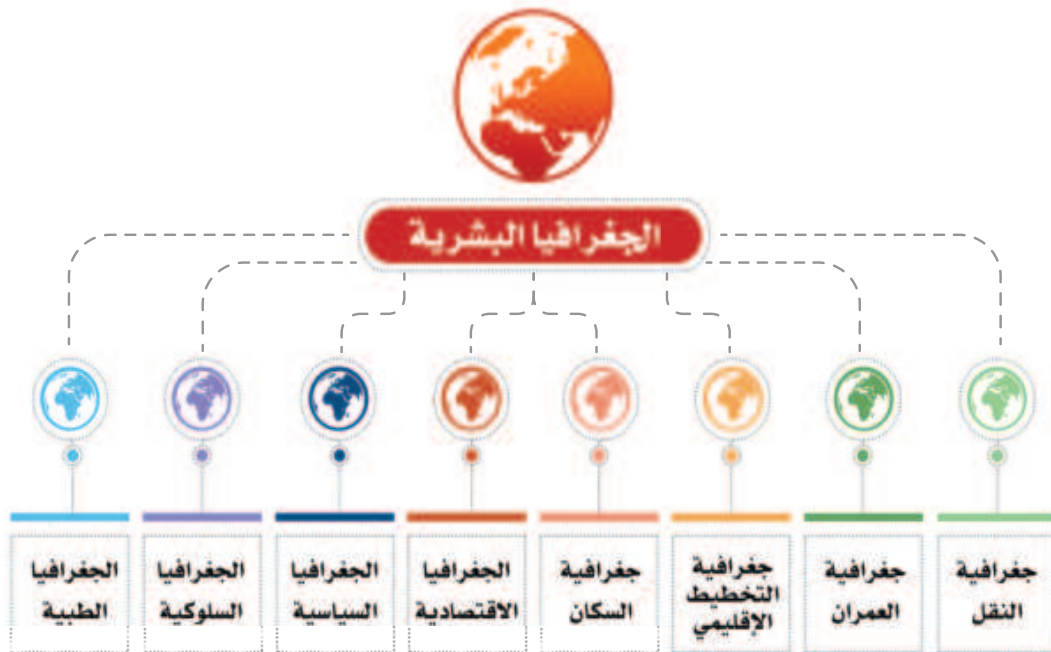 الجغرافيا البشرية
جغرافية
النقل
جغرافية
العمران
جغرافية
التخطيط
الإقليمي
جغرافية
السكان
الجغرافيا
الاقتصادية
الجغرافيا
السياسية
الجغرافيا
السلوكية
الجغرافيا
الطبية